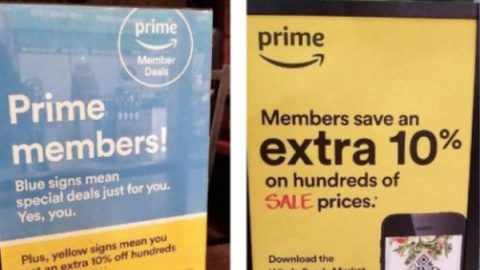 prime
Member
Deals
Prime
members!
Blue signs mean
special deals just for you.
Yes, you.
Plus, yellow signs mean you
an extra 10% off hundreds
prime
Members save an
extra 10%
on hundreds of
SALE prices.*
Download the